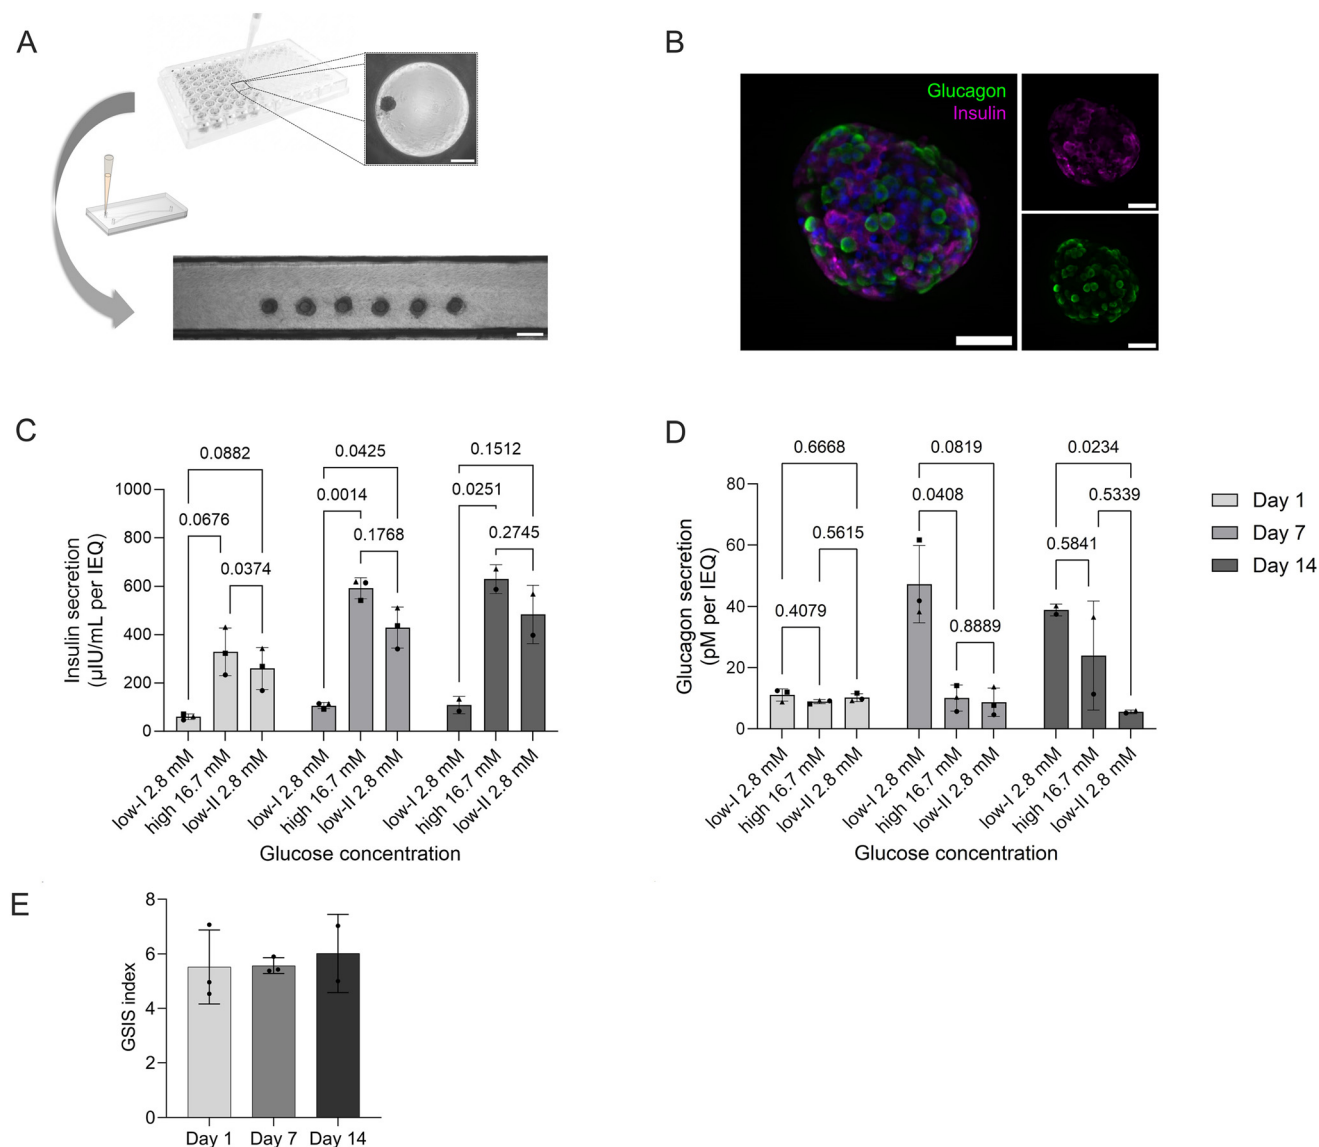 A
B
Glucagon
Insulin
C
0.0882
0.0425
0.1512
0.0676
0.0014
0.0251
0.0374
0.1768
0.2745
Insulin secretion
(µIU/mL per IEQ)
1000
800
600
400
200
0
low-I 2.8 mM
high 16.7 mM
low-II 2.8 mM
low-I 2.8 mM
high 16.7 mM
low-II 2.8 mM
low-I 2.8 mM
high 16.7 mM
low-II 2.8 mM
Glucose concentration
D
0.6668
0.0819
0.0234
0.5615
0.0408
0.5339
0.4079
0.8889
0.5841
Glucagon secretion
(pM per IEQ)
80
60
40
20
0
low-I 2.8 mM
high 16.7 mM
low-II 2.8 mM
low-I 2.8 mM
high 16.7 mM
low-II 2.8 mM
low-I 2.8 mM
high 16.7 mM
low-II 2.8 mM
Glucose concentration
Day 1
Day 7
Day 14
E
GSIS index
8
6
4
2
0
Day 1
Day 7
Day 14